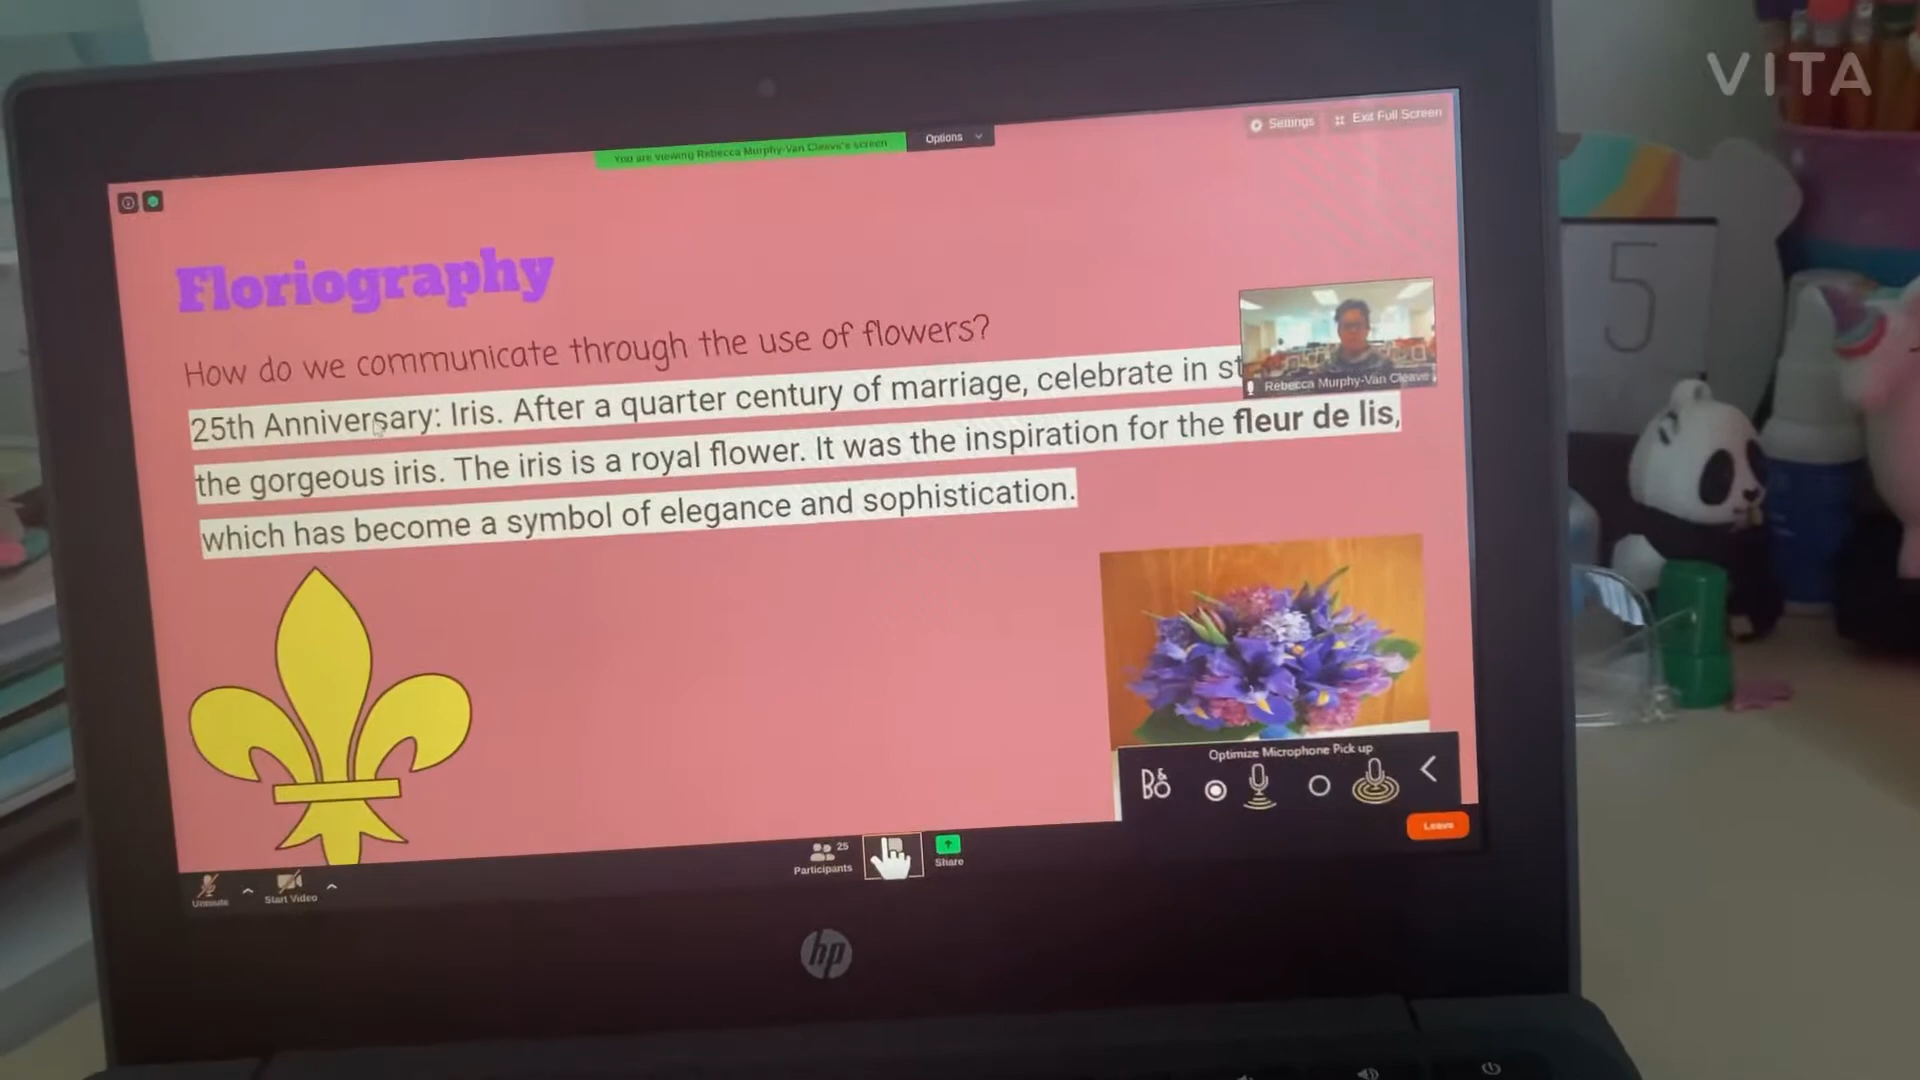 VITA
Settings Exit Full Screen
You are viewing Rebecca Murphy-Van Cleave's screen Options
Floriography
How do we communicate through the use of flowers?
25th Anniversary: Iris. After a quarter century of marriage, celebrate in
the gorgeous iris. The iris is a royal flower. It was the inspiration for the fleur de lis,
which has become a symbol of elegance and sophistication.
Rebecca Murphy-Van Cleave
5
Optimize Microphone Pick up
B&O
Leave
25
Participants
Share
Unmute
Start Video
hp